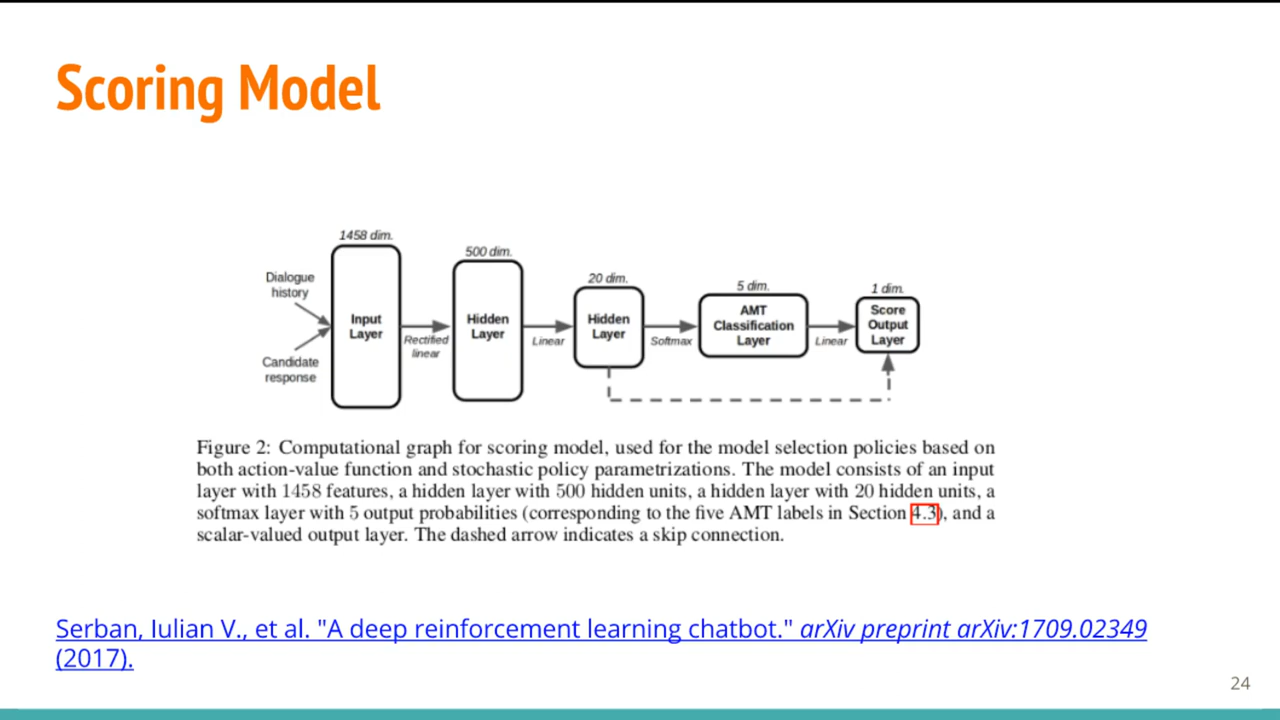 Scoring Model
1458 dim.
500 dim.
20 dim.
5 dim.
1 dim.
Dialogue
history
Candidate
response
Input
Layer
Rectified
linear
Hidden
Layer
Linear
Hidden
Layer
Softmax
AMT
Classification
Layer
Linear
Score
Output
Layer
Figure 2: Computational graph for scoring model, used for the model selection policies based on
both action-value function and stochastic policy parametrizations. The model consists of an input
layer with 1458 features, a hidden layer with 500 hidden units, a hidden layer with 20 hidden units, a
softmax layer with 5 output probabilities (corresponding to the five AMT labels in Section 4.3), and a
scalar-valued output layer. The dashed arrow indicates a skip connection.
Serban, Iulian V., et al. "A deep reinforcement learning chatbot." arXiv preprint arXiv:1709.02349
(2017).
24